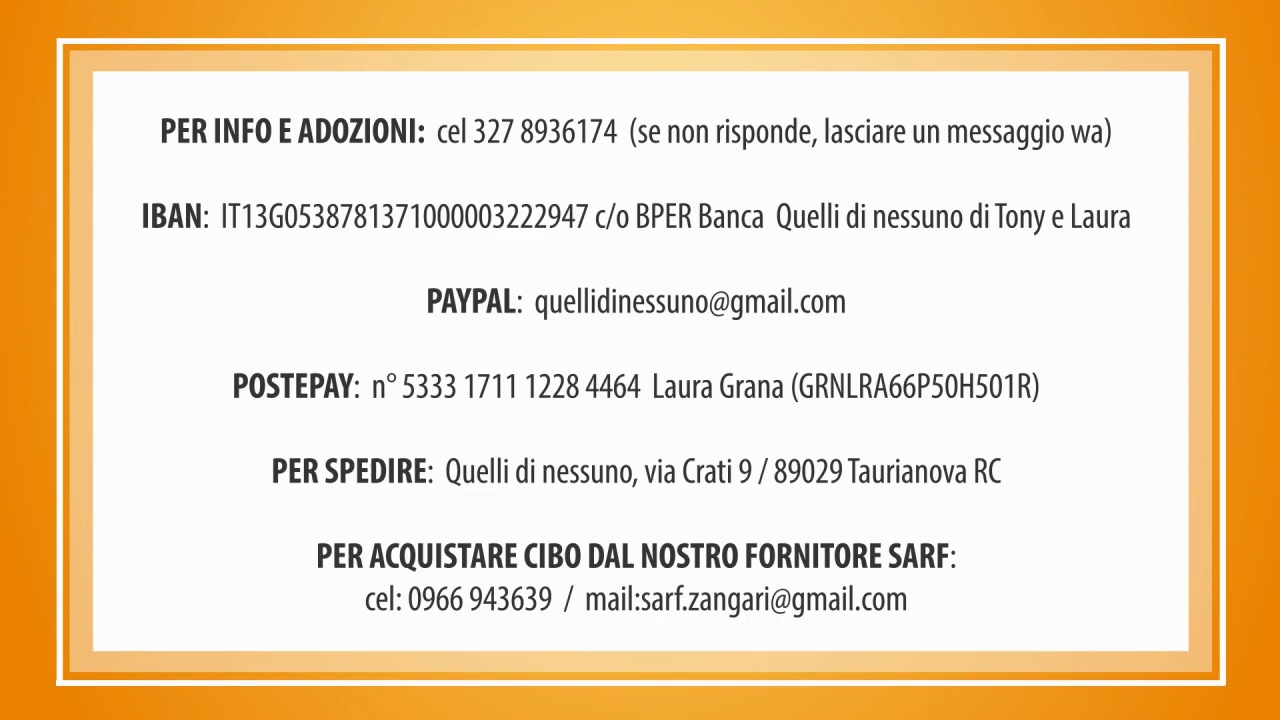 PER INFO E ADOZIONI: cel 327 8936174 (se non risponde, lasciare un messaggio wa)
IBAN: IT13G0538781371000003222947 c/o BPER Banca Quelli di nessuno di Tony e Laura
PAYPAL: quellidinessuno@gmail.com
POSTEPAY: n° 5333 1711 1228 4464 Laura Grana (GRNLRA66P50H501R)
PER SPEDIRE: Quelli di nessuno, via Crati 9 / 89029 Taurianova RC
PER ACQUISTARE CIBO DAL NOSTRO FORNITORE SARF:
cel: 0966 943639 / mail:sarf.zangari@gmail.com